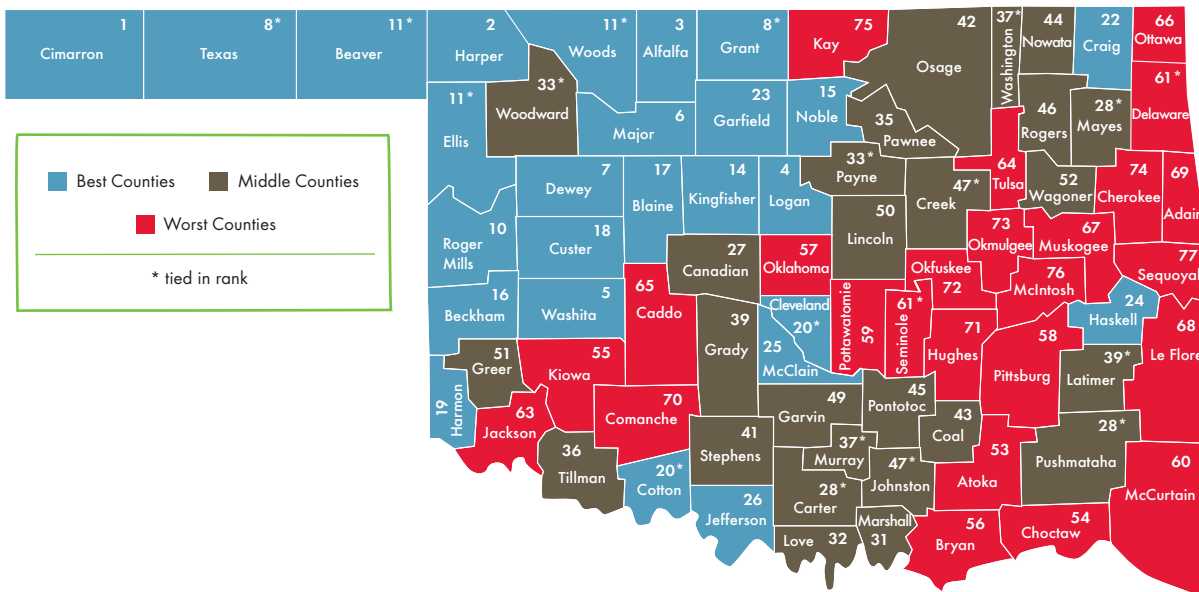 1
Cimarron
8*
Texas
11*
Beaver
2
Harper
11*
Woods
3
Alfalfa
8*
Grant
75
Kay
42
Osage
37*
Washington
44
Nowata
22
Craig
66
Ottawa
11*
Ellis
33*
Woodward
6
Major
23
Garfield
15
Noble
35
Pawnee
46
Rogers
28*
Mayes
61*
Delaware
7
Dewey
17
Blaine
14
Kingfisher
4
Logan
33*
Payne
47*
Creek
64
Tulsa
52
Wagoner
74
Cherokee
69
Adair
10
Roger
Mills
18
Custer
27
Canadian
57
Oklahoma
50
Lincoln
73
Okmulgee
67
Muskogee
77
Sequoyah
16
Beckham
5
Washita
65
Caddo
39
Grady
Cleveland
20*
25
McClain
Pottawatomie
59
Seminole
61*
Okfuskee
72
76
McIntosh
24
Haskell
68
Le Flore
71
Hughes
58
Pittsburg
39*
Latimer
51
Greer
55
Kiowa
19
Harmon
63
Jackson
70
Comanche
49
Garvin
45
Pontotoc
43
Coal
28*
Pushmataha
36
Tillman
41
Stephens
37*
Murray
47*
Johnston
53
Atoka
60
McCurtain
20*
Cotton
26
Jefferson
28*
Carter
Love 32
Marshall
31
56
Bryan
54
Choctaw
Best Counties
Middle Counties
Worst Counties
* tied in rank